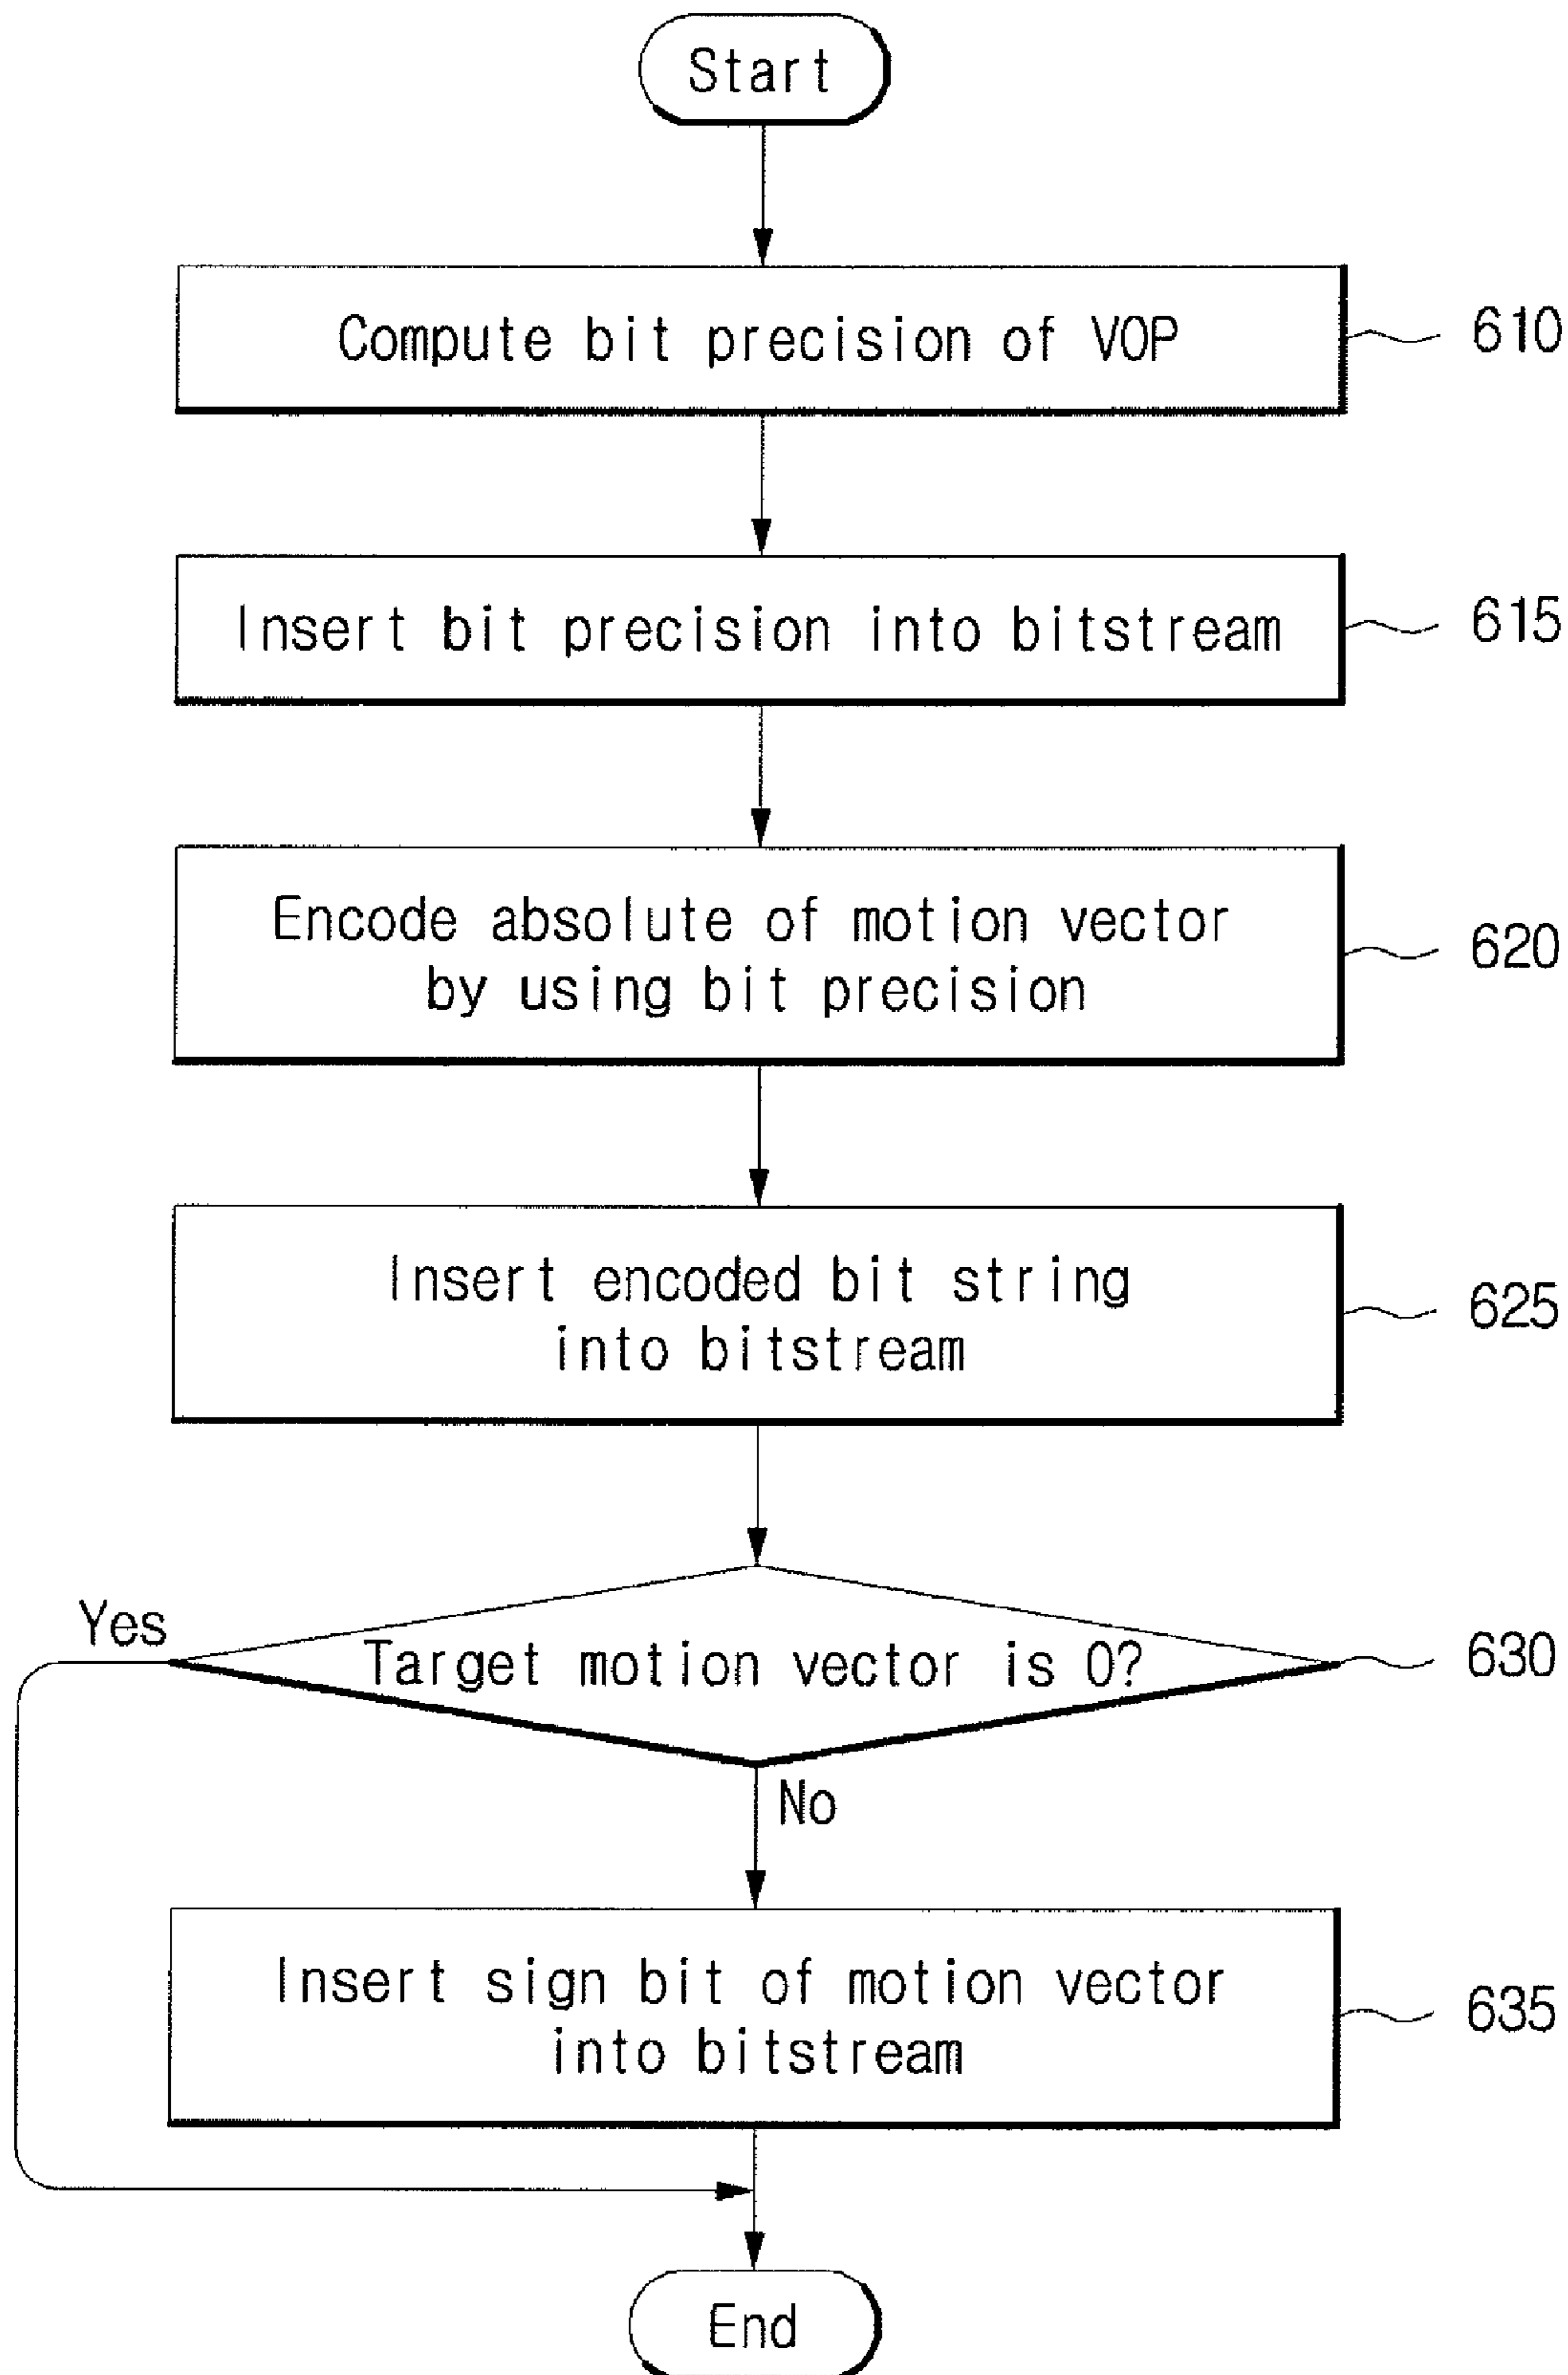 Start
Compute bit precision of VOP
610
Insert bit precision into bitstream
615
Encode absolute of motion vector
by using bit precision
620
Insert encoded bit string
into bitstream
625
Yes
Target motion vector is 0?
630
No
Insert sign bit of motion vector
into bitstream
635
End